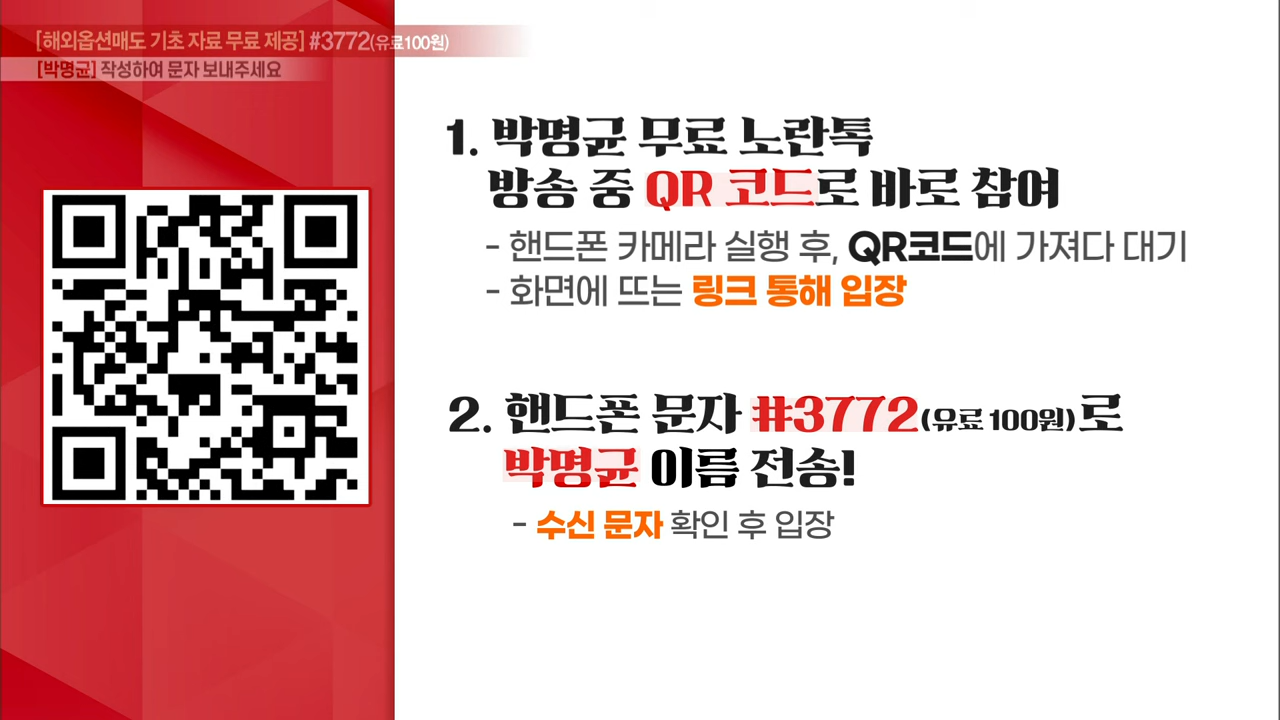 [해외옵션매도 기초 자료 무료 제공] #3772(유료100원)
[박명균] 작성하여 문자 보내주세요
1. 박명균 무료 노란톡
방송 중 QR 코드로 바로 참여
- 핸드폰 카메라 실행 후, QR코드에 가져다 대기
- 화면에 뜨는 링크 통해 입장
2. 핸드폰 문자 #3772(유료 100원)로
박명균 이름 전송!
- 수신 문자 확인 후 입장